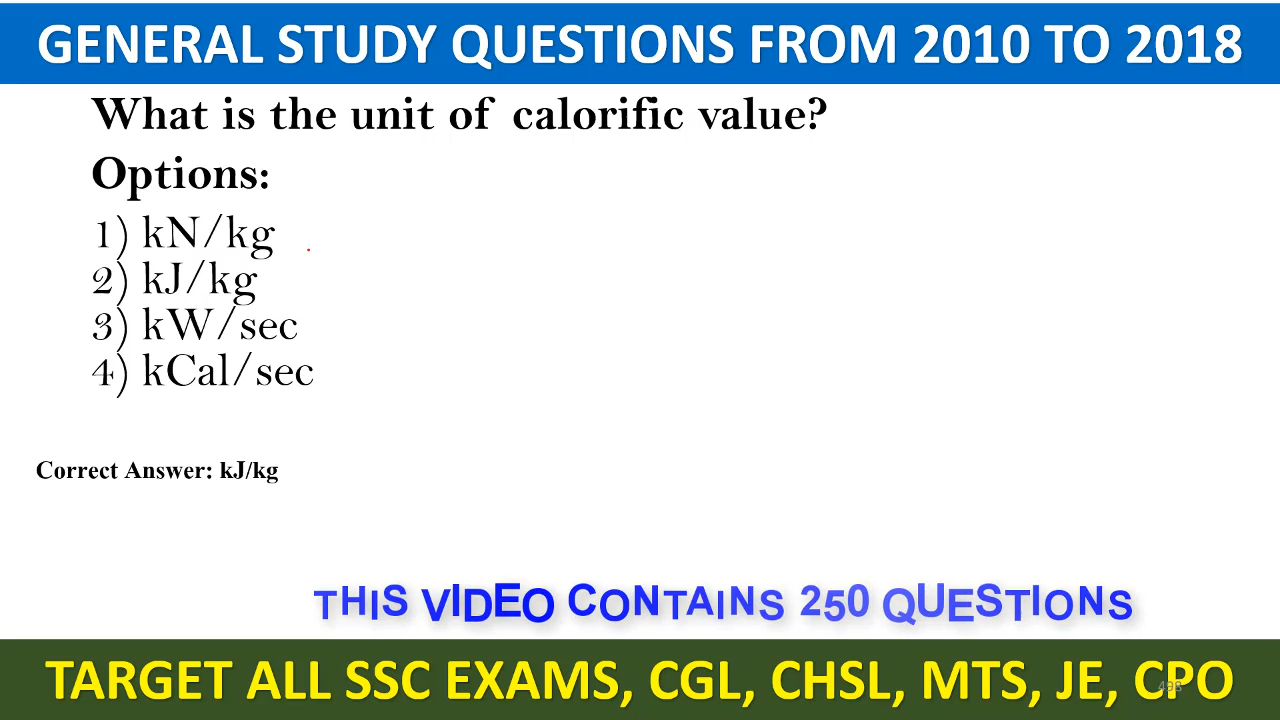 GENERAL STUDY QUESTIONS FROM 2010 TO 2018
What is the unit of calorific value?
Options:
1) kN/kg
2) kJ/kg
3) kW/sec
4) kCal/sec
Correct Answer: kJ/kg
THIS VIDEO CONTAINS 250 QUESTIONS
TARGET ALL SSC EXAMS, CGL, CHSL, MTS, JE, CPO